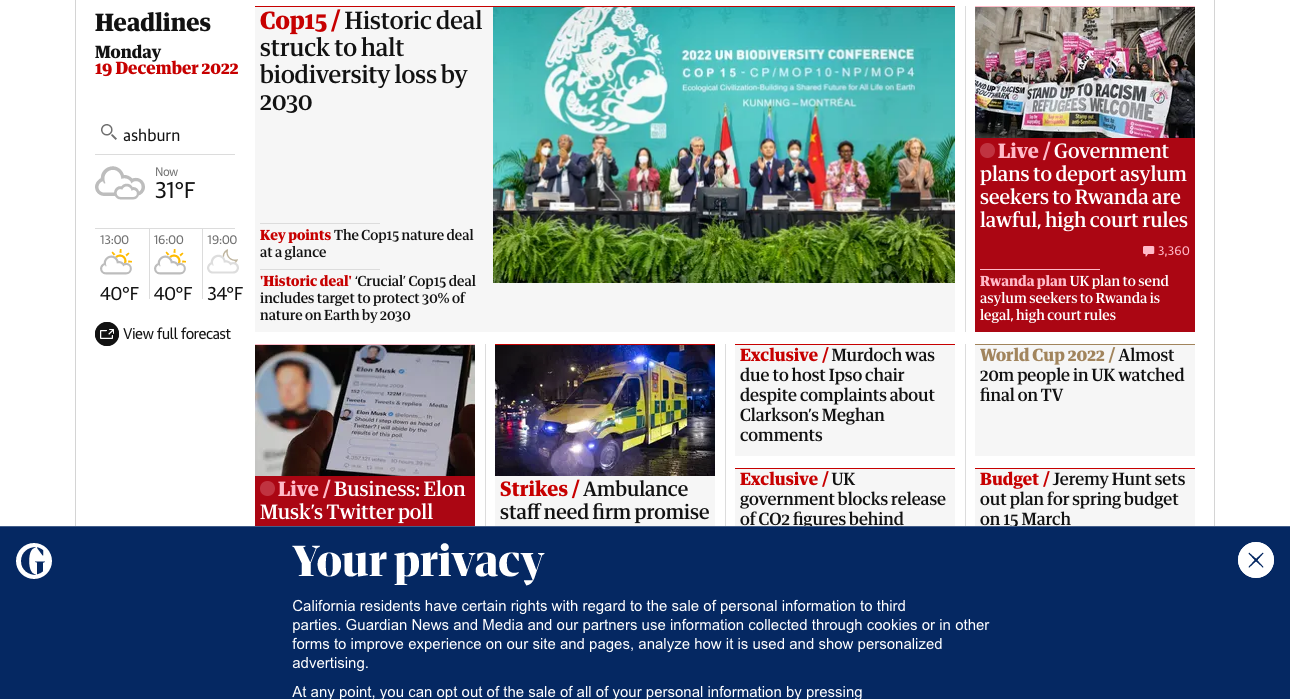 Headlines
Monday
19 December 2022
ashburn
Now
31°F
13:00
16:00
19:00
40°F
40°F
34°F
View full forecast
Cop15 / Historic deal
struck to halt
biodiversity loss by
2030
Key points The Cop15 nature deal
at a glance
'Historic deal' ‘Crucial’ Cop15 deal
includes target to protect 30% of
nature on Earth by 2030
2022 UN BIODIVERSITY CONFERENCE
COP 15 - CP/MOP10-NP/MOP4
Ecological Civilization-Building a Shared Future for All Life on Earth
KUNMING – MONTRÉAL
STAND UP TO RACISM
REFUGEES WELCOME
Live / Government
plans to deport asylum
seekers to Rwanda are
lawful, high court rules
3,360
Rwanda plan UK plan to send
asylum seekers to Rwanda is
legal, high court rules
Elon Musk
Tweets Tweets & replies Media
Elon Musk
Should I step down as head of
Twitter? I will abide by the
results of this poll.
Live / Business: Elon
Musk’s Twitter poll
Strikes / Ambulance
staff need firm promise
Exclusive / Murdoch was
due to host Ipso chair
despite complaints about
Clarkson’s Meghan
comments
Exclusive / UK
government blocks release
of CO2 figures behind
World Cup 2022 / Almost
20m people in UK watched
final on TV
Budget / Jeremy Hunt sets
out plan for spring budget
on 15 March
Your privacy
California residents have certain rights with regard to the sale of personal information to third
parties. Guardian News and Media and our partners use information collected through cookies or in other
forms to improve experience on our site and pages, analyze how it is used and show personalized
advertising.
At any point, you can opt out of the sale of all of your personal information by pressing